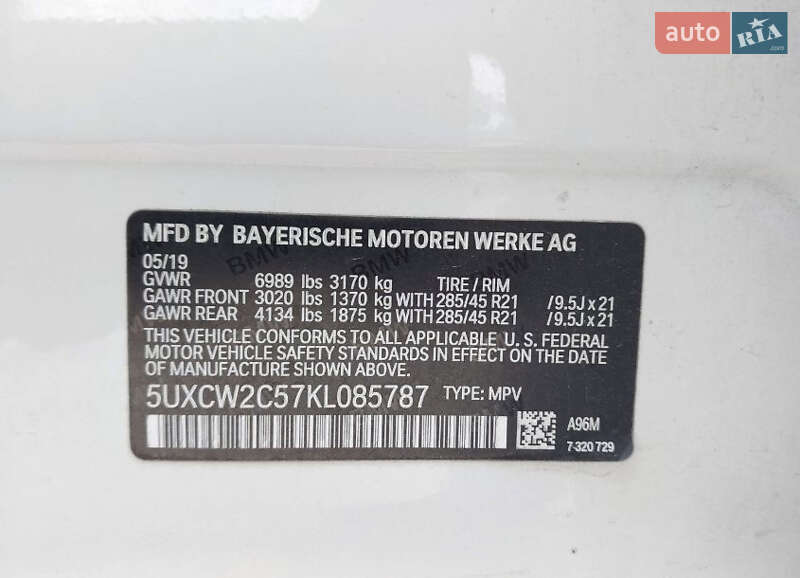 auto RIA.com
MFD BY BAYERISCHE MOTOREN WERKE AG
05/19
GVWR 6989 lbs 3170 kg TIRE / RIM
GAWR FRONT 3020 lbs 1370 kg WITH 285/45 R21 /9.5J x 21
GAWR REAR 4134 lbs 1875 kg WITH 285/45 R21 /9.5J x 21
THIS VEHICLE CONFORMS TO ALL APPLICABLE U. S. FEDERAL
MOTOR VEHICLE SAFETY STANDARDS IN EFFECT ON THE DATE
OF MANUFACTURE SHOWN ABOVE.
5UXCW2C57KL085787 TYPE: MPV
A96M
7-320 729